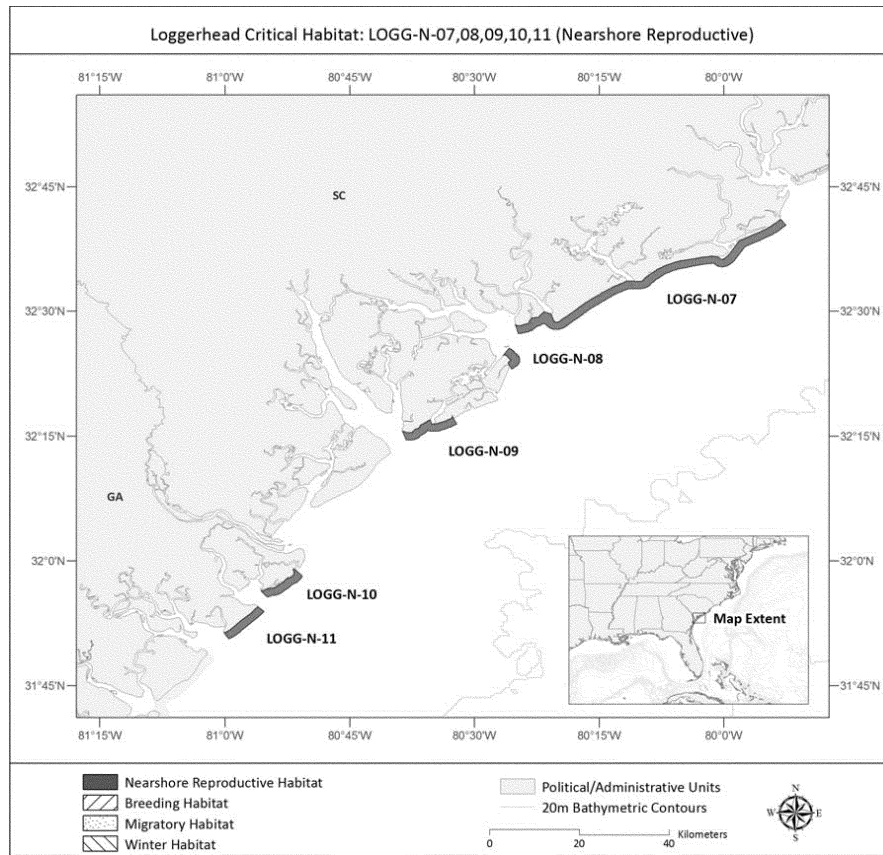 Loggerhead Critical Habitat: LOGG-N-07,08,09,10,11 (Nearshore Reproductive)
81°15'W 81°0'W 80°45'W 80°30'W 80°15'W 80°0'W
32°45'N 32°45'N
SC
LOGG-N-07
32°30'N 32°30'N
LOGG-N-08
32°15'N 32°15'N
LOGG-N-09
GA
32°0'N 32°0'N
LOGG-N-10
Map Extent
LOGG-N-11
31°45'N 31°45'N
81°15'W 81°0'W 80°45'W 80°30'W 80°15'W 80°0'W
Nearshore Reproductive Habitat
Breeding Habitat
Migratory Habitat
Winter Habitat
Political/Administrative Units
20m Bathymetric Contours
Kilometers
0 20 40
N
W E
S